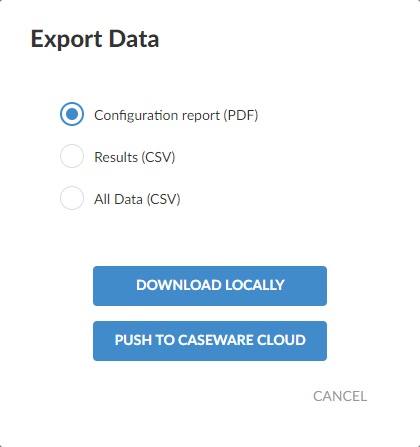 Export Data
Configuration report (PDF)
Results (CSV)
All Data (CSV)
DOWNLOAD LOCALLY
PUSH TO CASEWARE CLOUD
CANCEL